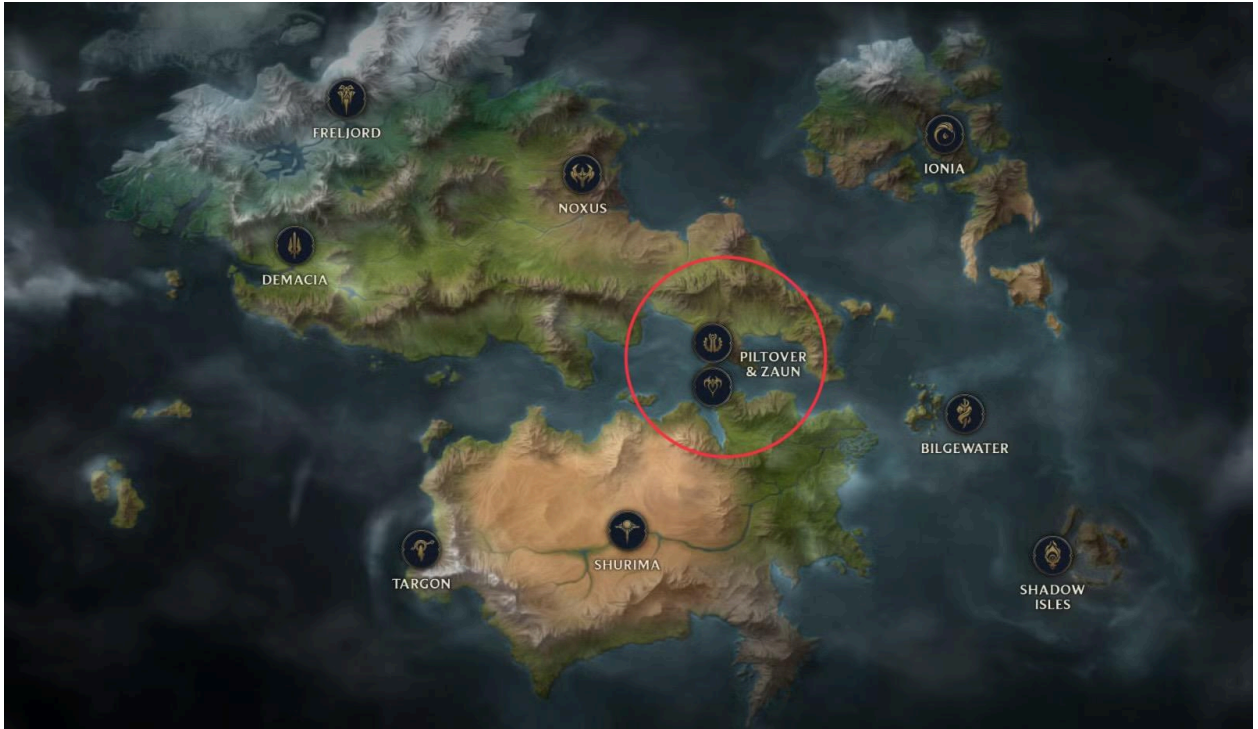 FRELJORD
IONIA
NOXUS
DEMACIA
PILTOVER
& ZAUN
BILGEWATER
SHURIMA
TARGON
SHADOW
ISLES